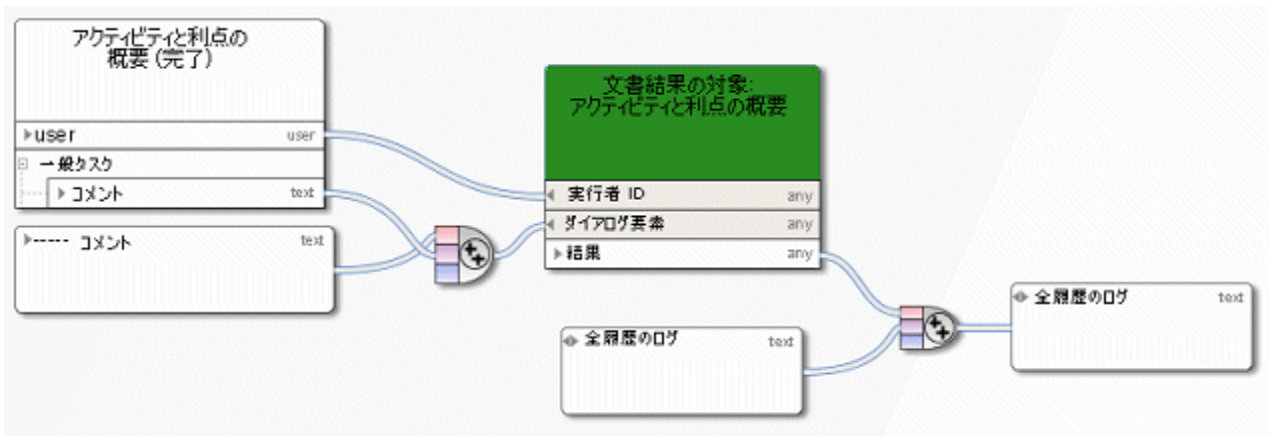 アクティビティと利点の
概要 (完了)
user user
一般タスク
コメント text
----- コメント text
文書結果の対象:
アクティビティと利点の概要
実行者 ID any
ダイアログ要素 any
結果 any
全履歴のログ text
全履歴のログ text